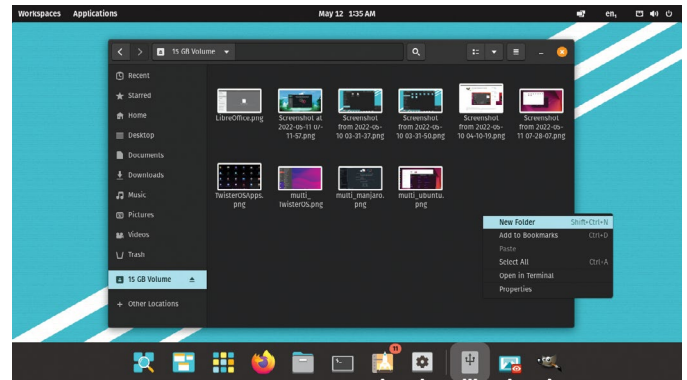 Workspaces Applications May 12 1:35 AM en,
15 GB Volume
Recent
Starred
Home
Desktop
Documents
Downloads
Music
Pictures
Videos
Trash
15 GB Volume
+ Other Locations
LibreOffice.png
Screenshot at
2022-05-11 07-
11-57.png
Screenshot
from 2022-05-
10 03-31-37.png
Screenshot
from 2022-05-
10 03-31-50.png
Screenshot
from 2022-05-
10 04-10-19.png
Screenshot
from 2022-05-
11 07-28-07.png
TwisterOSApps.
png
multi_
TwisterOS.png
multi_manjaro.
png
multi_ubuntu.
png
New Folder Shift+Ctrl+N
Add to Bookmarks Ctrl+D
Paste
Select All Ctrl+A
Open in Terminal
Properties
11